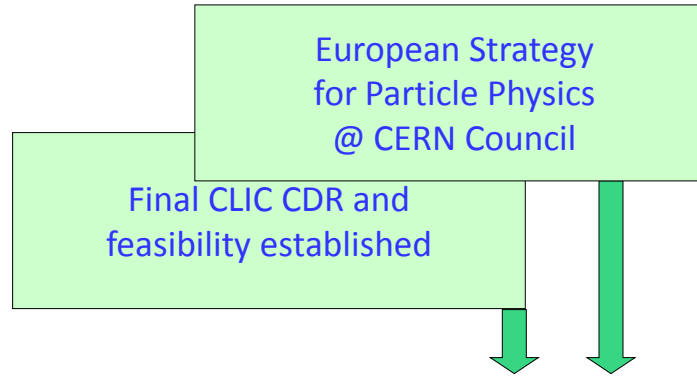 European Strategy
for Particle Physics
@ CERN Council
Final CLIC CDR and
feasibility established